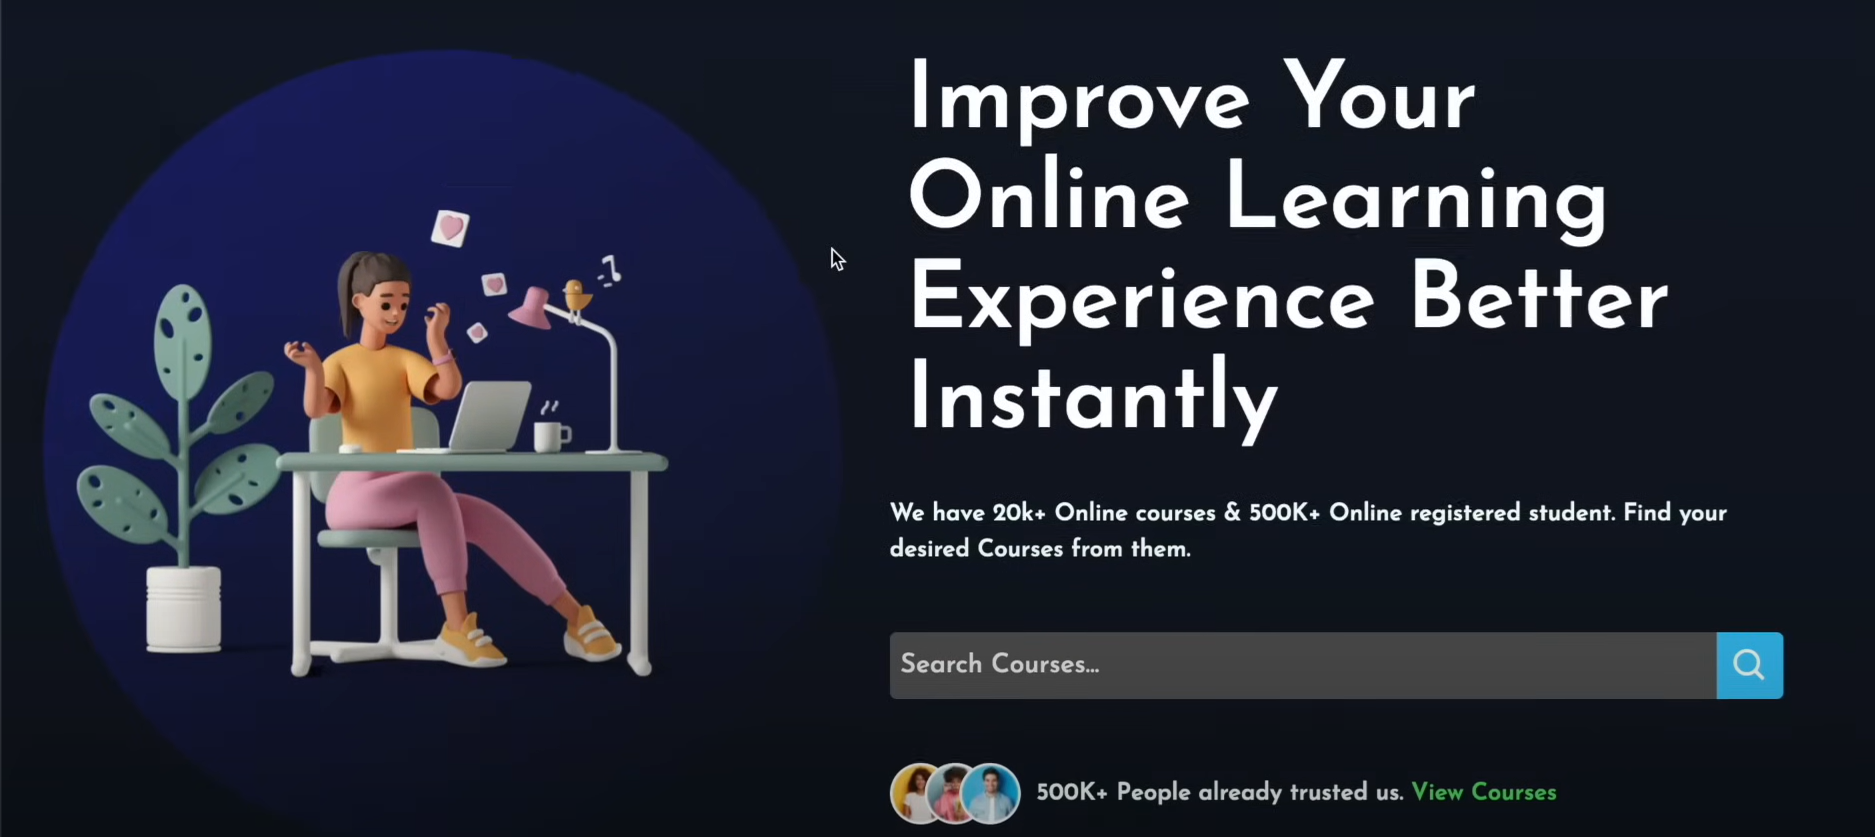 Improve Your
Online Learning
Experience Better
Instantly
We have 20k+ Online courses & 500K+ Online registered student. Find your
desired Courses from them.
Search Courses...
500K+ People already trusted us. View Courses